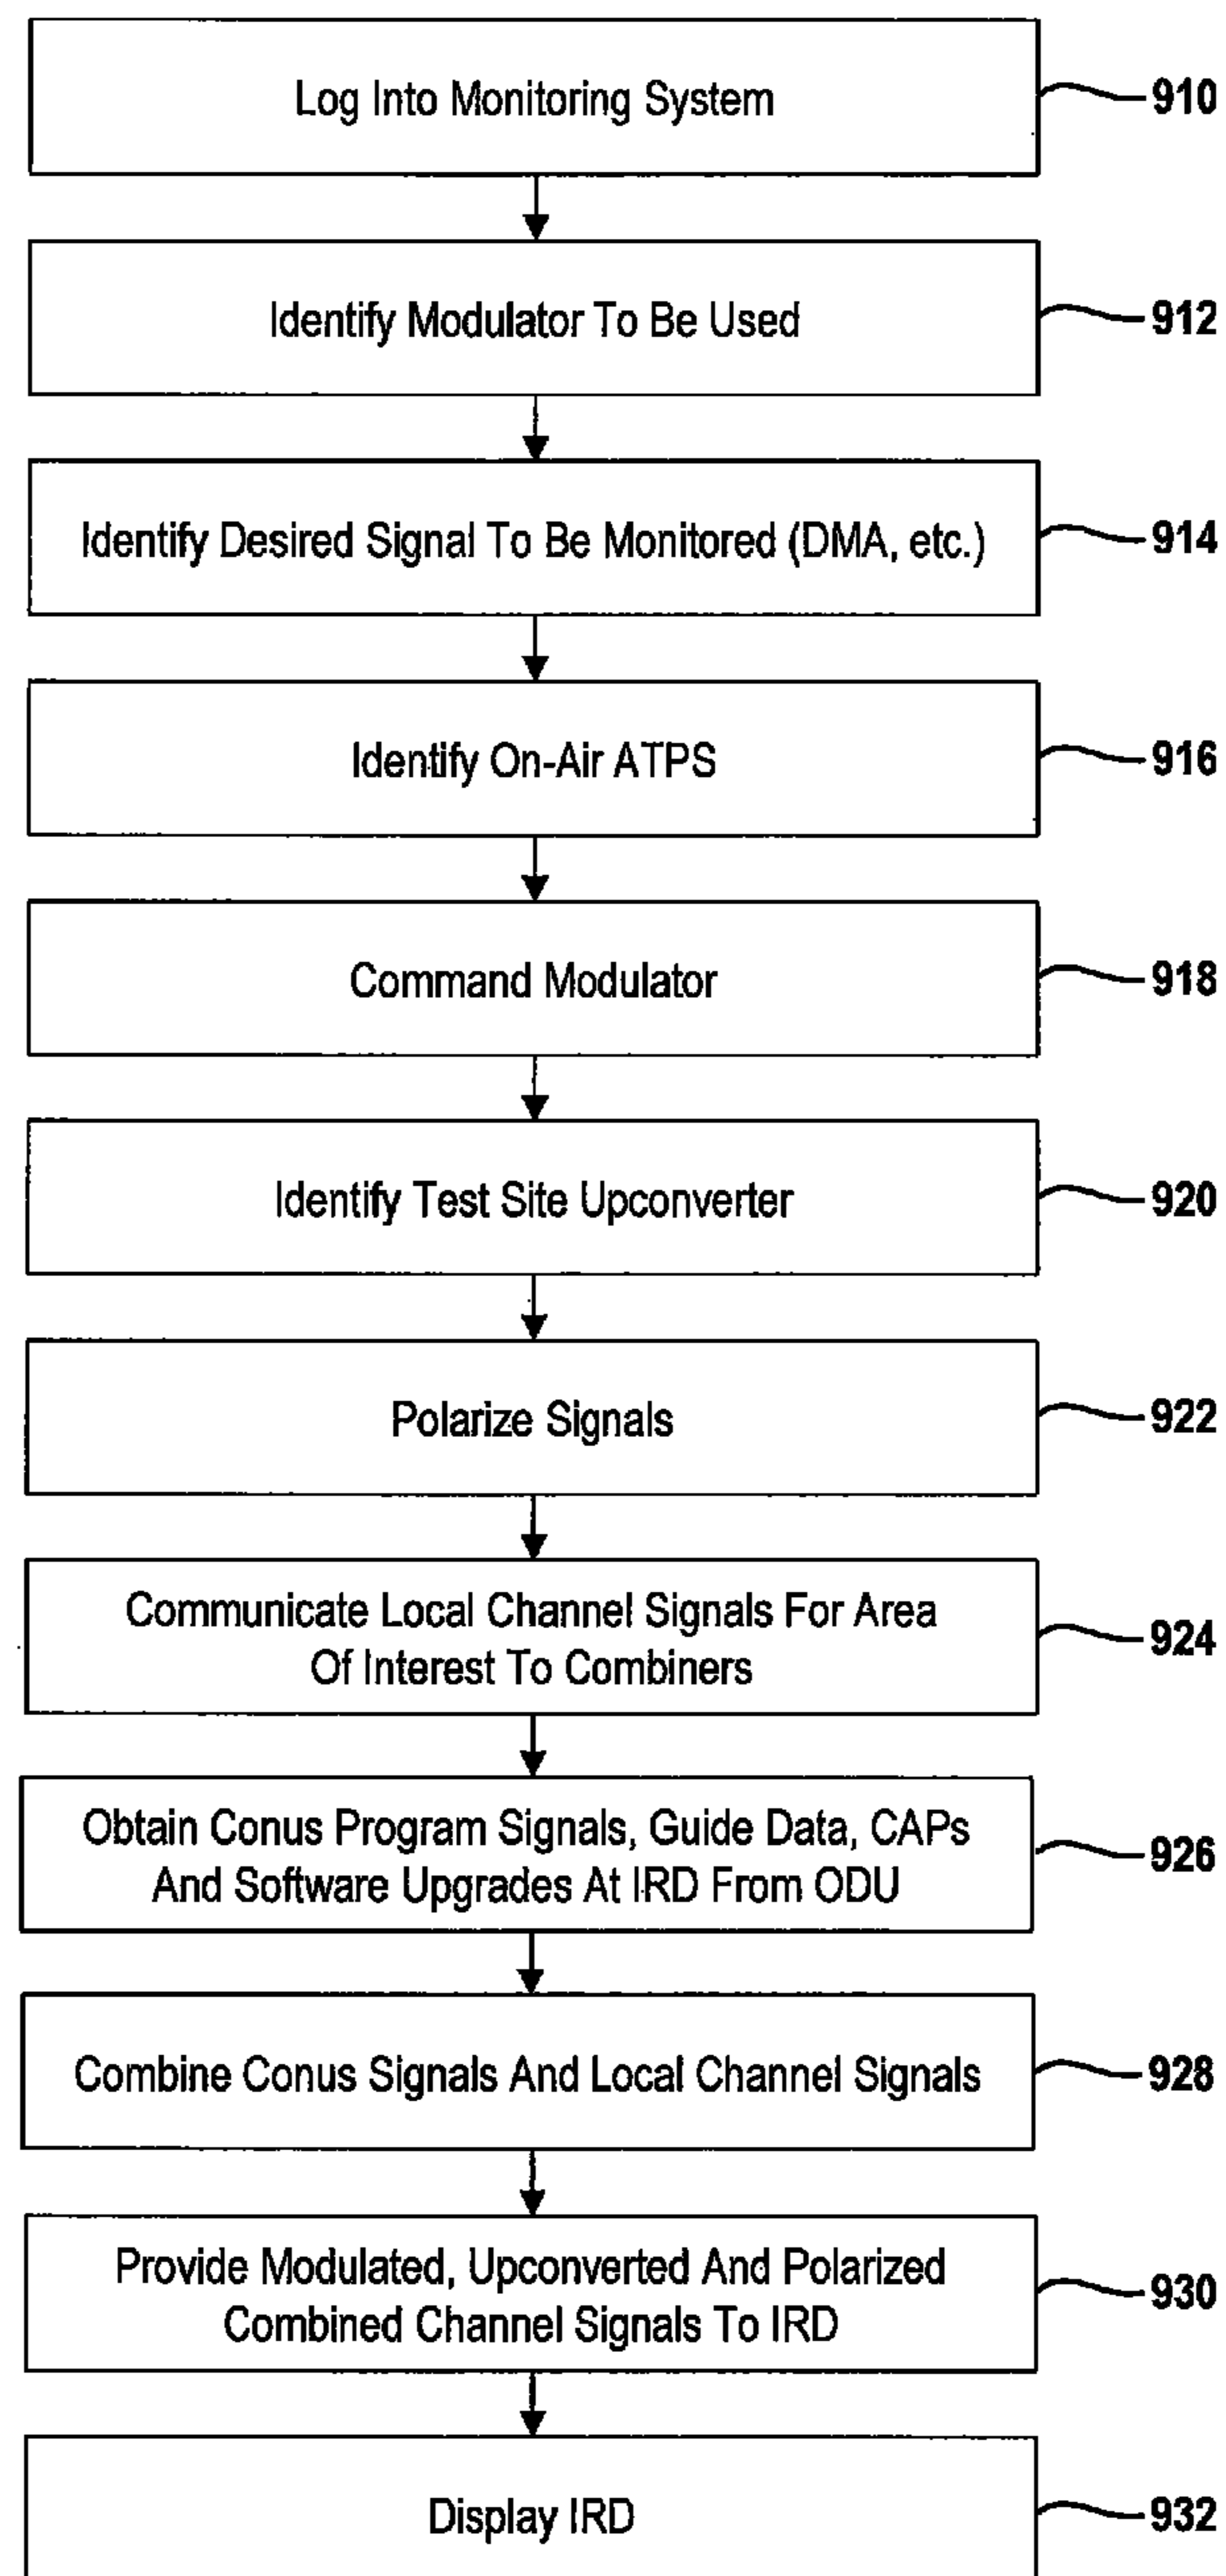 Log Into Monitoring System
910
Identify Modulator To Be Used
912
Identify Desired Signal To Be Monitored (DMA, etc.)
914
Identify On-Air ATPS
916
Command Modulator
918
Identify Test Site Upconverter
920
Polarize Signals
922
Communicate Local Channel Signals For Area
Of Interest To Combiners
924
Obtain Conus Program Signals, Guide Data, CAPs
And Software Upgrades At IRD From ODU
926
Combine Conus Signals And Local Channel Signals
928
Provide Modulated, Upconverted And Polarized
Combined Channel Signals To IRD
930
Display IRD
932